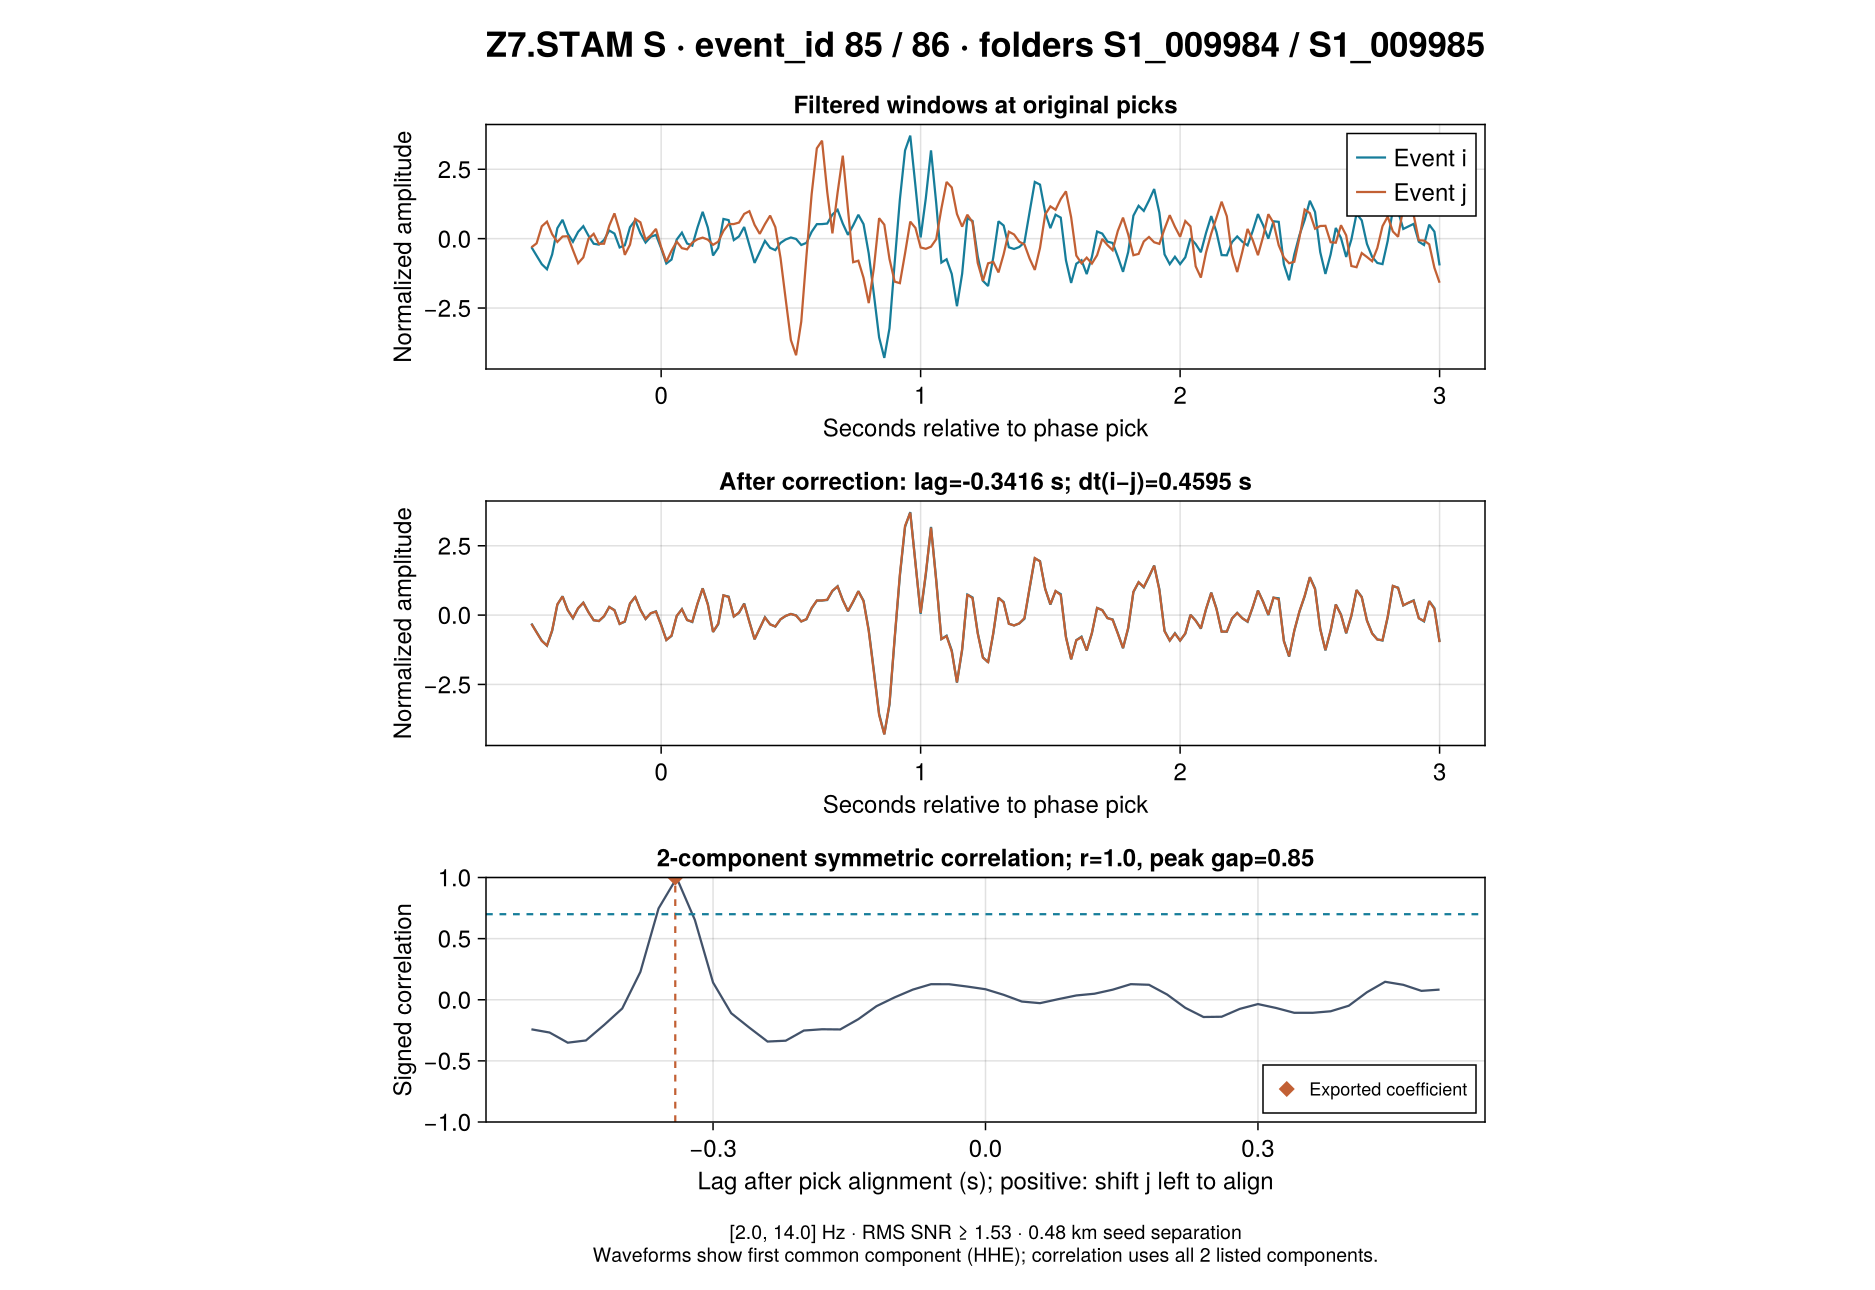 Z7.STAM S · event_id 85 / 86 · folders S1_009984 / S1_009985
Filtered windows at original picks
Normalized amplitude
2.5
0.0
−2.5
Event i
Event j
0
1
2
3
Seconds relative to phase pick
After correction: lag=-0.3416 s; dt(i−j)=0.4595 s
Normalized amplitude
2.5
0.0
−2.5
0
1
2
3
Seconds relative to phase pick
2-component symmetric correlation; r=1.0, peak gap=0.85
Signed correlation
1.0
0.5
0.0
−0.5
−1.0
Exported coefficient
−0.3
0.0
0.3
Lag after pick alignment (s); positive: shift j left to align
[2.0, 14.0] Hz · RMS SNR ≥ 1.53 · 0.48 km seed separation
Waveforms show first common component (HHE); correlation uses all 2 listed components.